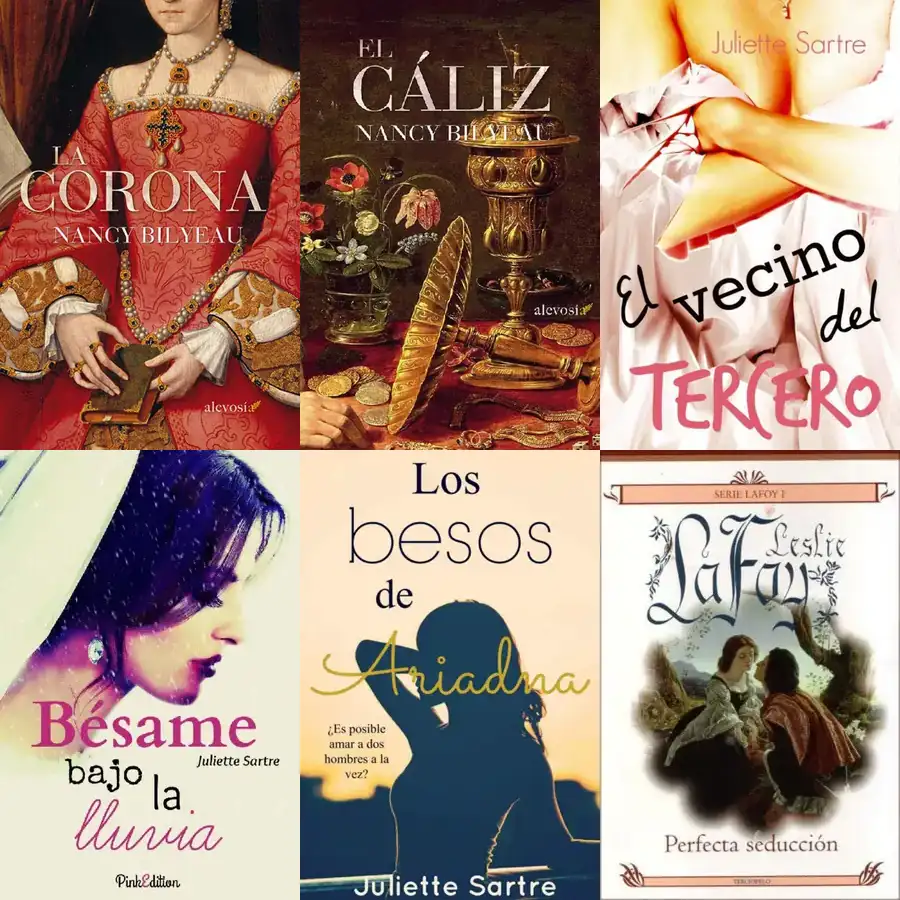 LA
CORONA
NANCY BILYEAU
alevosía
EL
CÁLIZ
NANCY BILYEAU
alevosía
Juliette Sartre
El vecino
del
TERCERO
Bésame
Juliette Sartre
bajo
la
lluvia
PinkEdition
Los
besos
de
Ariadna
¿Es posible
amar a dos
hombres a la
vez?
Juliette Sartre
SERIE LAFOY 1
Leslie
LaFoy
Perfecta seducción
TERCIOPELO